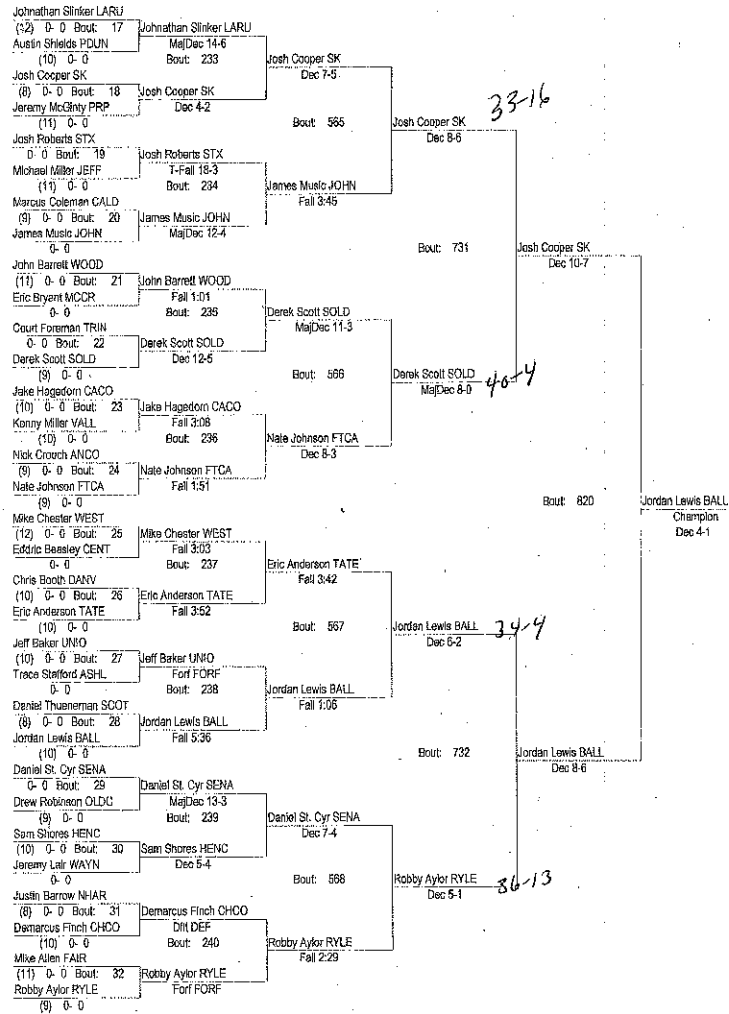 Johnathan Slinker LARU
(12) 0- 0 Bout: 17 Johnathan Slinker LARU
Austin Shields PDUN MajDec 14-6
(10) 0- 0 Bout: 233 Josh Cooper SK
Josh Cooper SK Dec 7-5
(8) 0- 0 Bout: 18 Josh Cooper SK
Jeremy McGinty PRP Dec 4-2
(11) 0- 0 Bout: 565 Josh Cooper SK 33-16
Josh Roberts STX Dec 8-6
0- 0 Bout: 19 Josh Roberts STX
Michael Miller JEFF T-Fall 18-3
(11) 0- 0 Bout: 234 James Music JOHN
Marcus Coleman CALD Fall 3:45
(9) 0- 0 Bout: 20 James Music JOHN
James Music JOHN MajDec 12-4
0- 0 Bout: 731 Josh Cooper SK
John Barrett WOOD Dec 10-7
(11) 0- 0 Bout: 21 John Barrett WOOD
Eric Bryant MCCR Fall 1:01
0- 0 Bout: 235 Derek Scott SOLD
Court Foreman TRIN MajDec 11-3
0- 0 Bout: 22 Derek Scott SOLD
Derek Scott SOLD Dec 12-5
(9) 0- 0 Bout: 566 Derek Scott SOLD 40-4
Jake Hagedorn CACO MajDec 8-0
(10) 0- 0 Bout: 23 Jake Hagedorn CACO
Konny Miller VALL Fall 3:06
(10) 0- 0 Bout: 236 Nate Johnson FTCA
Nick Crouch ANCO Dec 8-3
(9) 0- 0 Bout: 24 Nate Johnson FTCA
Nate Johnson FTCA Fall 1:51
(9) 0- 0 Bout: 820 Jordan Lewis BALL
Champion
Mike Chester WEST Dec 4-1
(12) 0- 0 Bout: 25 Mike Chester WEST
Eddric Beasley CENT Fall 3:03
0- 0 Bout: 237 Eric Anderson TATE
Chris Booth DANV Fall 3:42
(10) 0- 0 Bout: 26 Eric Anderson TATE
Eric Anderson TATE Fall 3:52
(10) 0- 0 Bout: 567 Jordan Lewis BALL 34-4
Jeff Baker UNIO Dec 6-2
(10) 0- 0 Bout: 27 Jeff Baker UNIO
Trace Stafford ASHL Forf FORF
0- 0 Bout: 238 Jordan Lewis BALL
Daniel Thueneman SCOT Fall 1:06
(8) 0- 0 Bout: 28 Jordan Lewis BALL
Jordan Lewis BALL Fall 5:36
(10) 0- 0 Bout: 732 Jordan Lewis BALL
Daniel St. Cyr SENA Dec 8-6
0- 0 Bout: 29 Daniel St. Cyr SENA
Drew Robinson OLDC MajDec 13-3
(9) 0- 0 Bout: 239 Daniel St. Cyr SENA
Sam Shores HENC Dec 7-4
(10) 0- 0 Bout: 30 Sam Shores HENC
Jeremy Lair WAYN Dec 5-4
0- 0 Bout: 568 Robby Aylor RYLE 36-13
Justin Barrow NHAR Dec 5-1
(8) 0- 0 Bout: 31 Demarcus Finch CHCO
Demarcus Finch CHCO Dflt DEF
(10) 0- 0 Bout: 240 Robby Aylor RYLE
Mike Allen FAIR Fall 2:29
(11) 0- 0 Bout: 32 Robby Aylor RYLE
Robby Aylor RYLE Forf FORF
(9) 0- 0